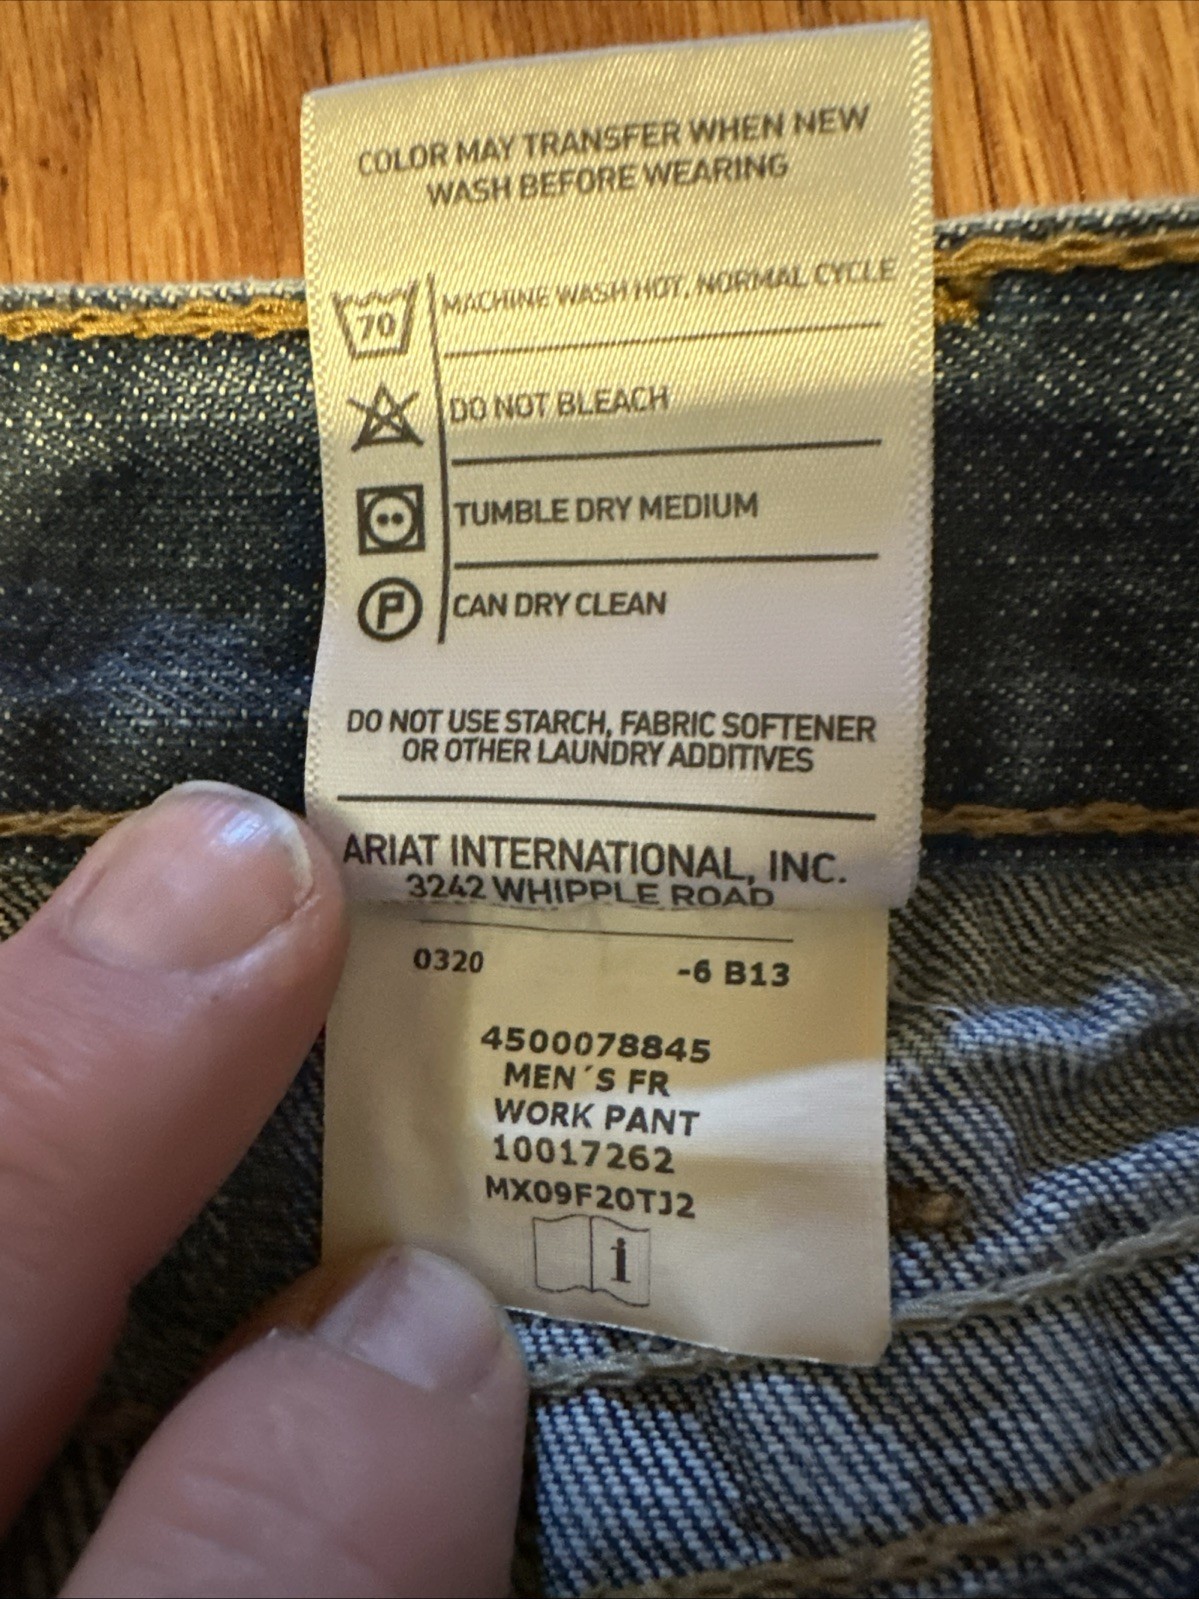 COLOR MAY TRANSFER WHEN NEW
WASH BEFORE WEARING
70 MACHINE WASH HOT, NORMAL CYCLE
DO NOT BLEACH
TUMBLE DRY MEDIUM
P CAN DRY CLEAN
DO NOT USE STARCH, FABRIC SOFTENER
OR OTHER LAUNDRY ADDITIVES
ARIAT INTERNATIONAL, INC.
3242 WHIPPLE ROAD
0320 -6 B13
4500078845
MEN´S FR
WORK PANT
10017262
MX09F20TJ2
i